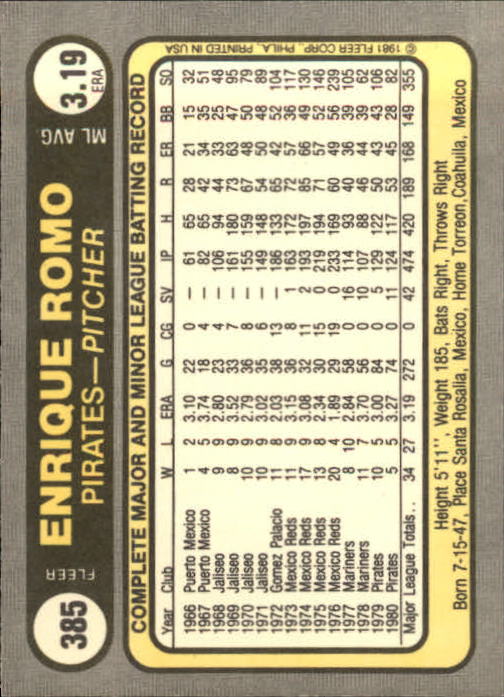 385
FLEER
ENRIQUE ROMO
PIRATES—PITCHER
ML AVG. 3.19 ERA
COMPLETE MAJOR AND MINOR LEAGUE BATTING RECORD
Year Club W L ERA G CG SV IP H R ER BB SO
1966 Puerto Mexico 1 2 3.10 22 0 — 61 65 28 21 15 32
1967 Puerto Mexico 2 4 3.74 18 4 — 82 65 42 34 35 51
1968 Jaliseo 8 9 2.80 23 4 — 106 94 44 33 25 48
1969 Jaliseo 9 9 3.52 33 7 — 161 180 73 63 47 95
1970 Jaliseo 10 9 2.79 36 8 — 155 159 67 48 50 79
1971 Jaliseo 10 9 3.02 35 6 — 149 148 54 50 48 89
1972 Gomez Palacio 11 8 2.03 38 13 — 186 133 65 42 52 104
1973 Mexico Reds 11 9 3.15 36 8 1 163 172 72 57 36 117
1974 Mexico Reds 17 9 3.08 32 11 2 193 197 85 66 49 130
1975 Mexico Reds 13 8 2.34 30 15 0 219 194 71 57 52 146
1976 Mexico Reds 20 4 1.89 29 19 0 233 169 60 49 56 239
1977 Mariners 8 10 2.84 58 0 16 114 93 40 36 39 105
1978 Mariners 11 7 3.70 56 0 10 107 88 46 44 39 62
1979 Pirates 10 5 3.00 84 0 5 129 122 50 43 43 106
1980 Pirates 5 5 3.27 74 0 11 124 117 53 45 28 82
Major League Totals . . 34 27 3.19 272 0 42 474 420 189 168 149 355
Height 5'11", Weight 185, Bats Right, Throws Right
Born 7-15-47, Place Santa Rosalia, Mexico, Home Torreon, Coahuila, Mexico
© 1981 FLEER CORP., PHILA., PRINTED IN USA